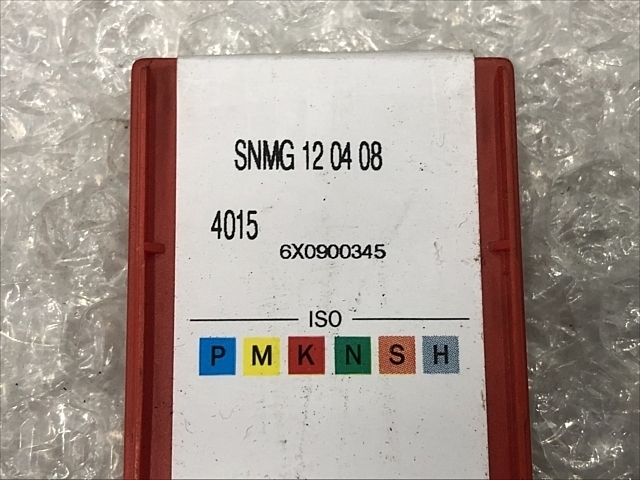 SNMG 12 04 08
4015
6X0900345
ISO
P M K N S H